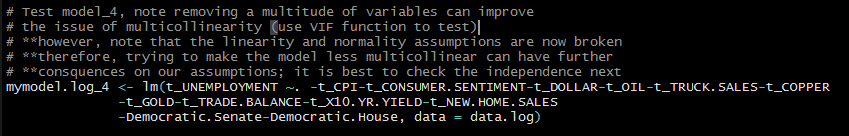 # Test model_4, note removing a multitude of variables can improve
# the issue of multicollinearity (use VIF function to test)
# **however, note that the linearity and normality assumptions are now broken
# **therefore, trying to make the model less multicollinear can have further
# **consquences on our assumptions; it is best to check the independence next
mymodel.log_4 <- lm(t_UNEMPLOYMENT ~. -t_CPI-t_CONSUMER.SENTIMENT-t_DOLLAR-t_OIL-t_TRUCK.SALES-t_COPPER
-t_GOLD-t_TRADE.BALANCE-t_X10.YR.YIELD-t_NEW.HOME.SALES
-Democratic.Senate-Democratic.House, data = data.log)